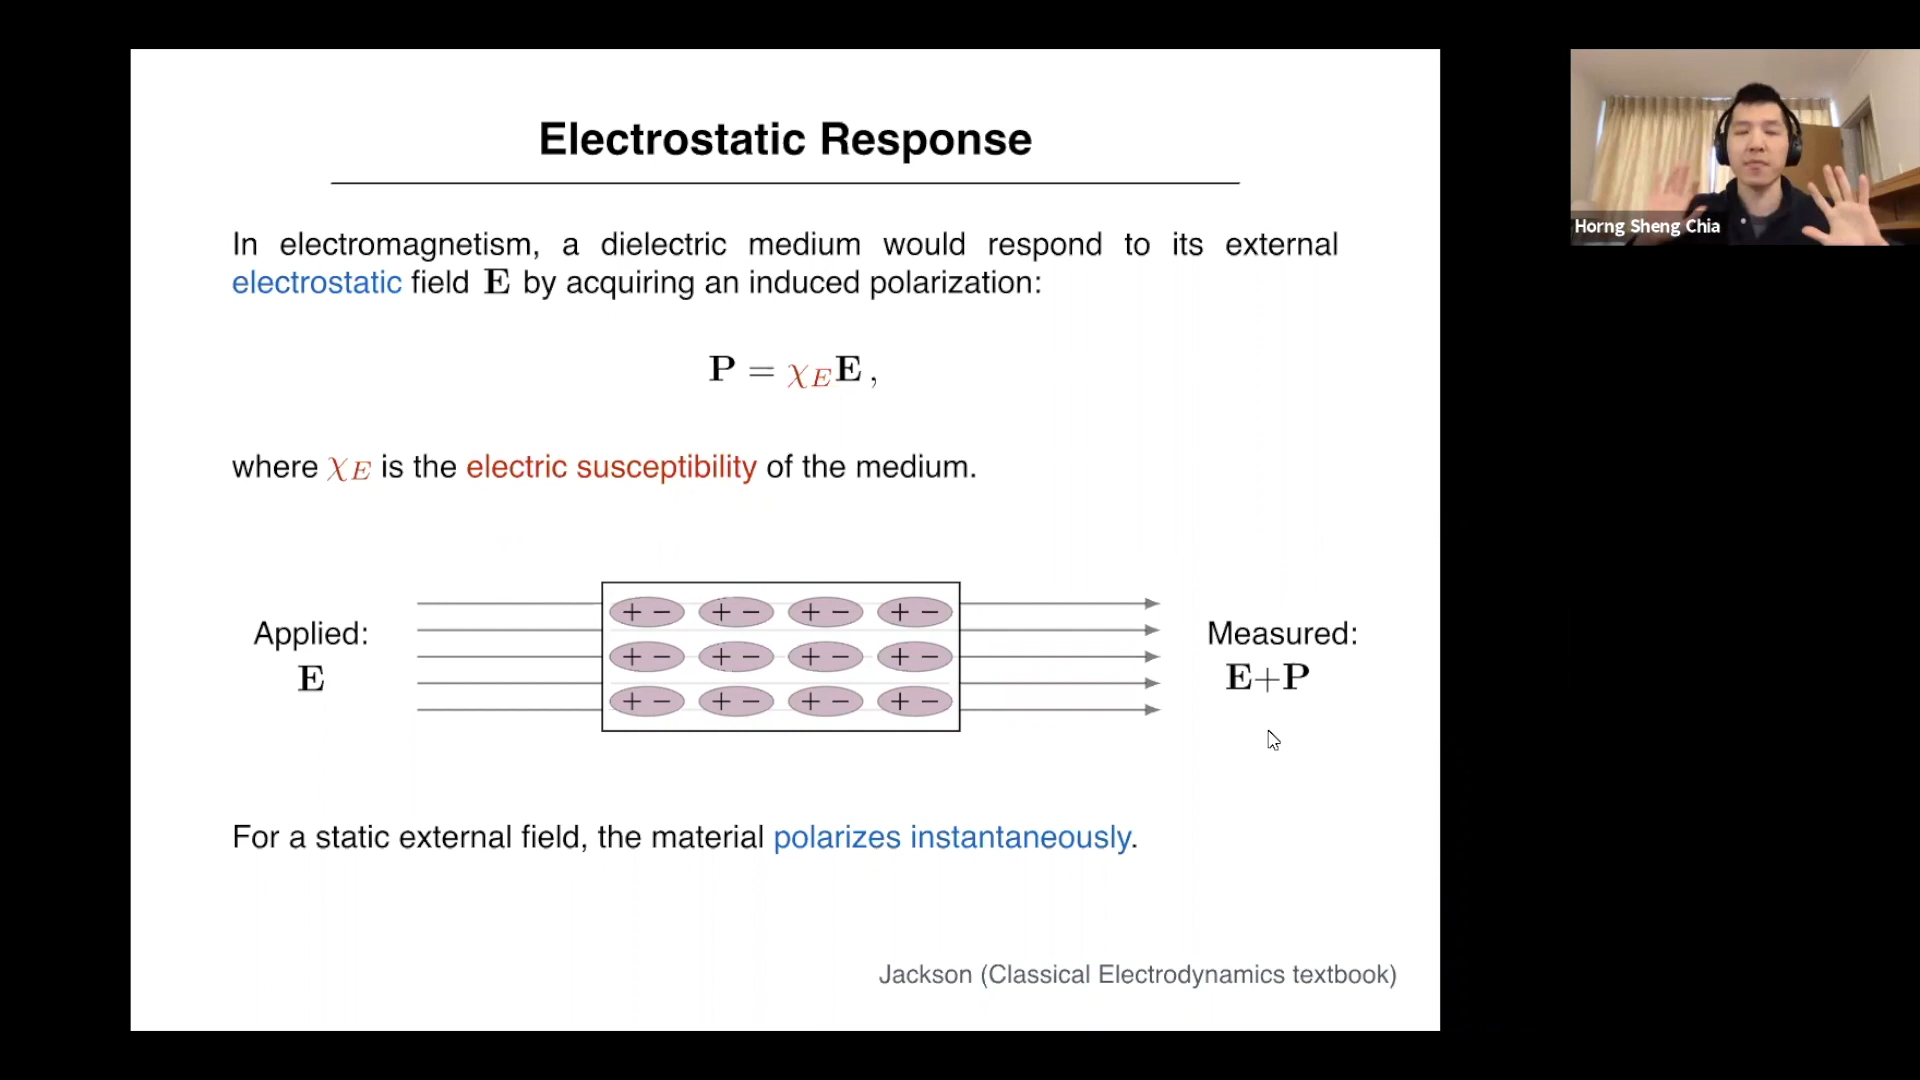 Electrostatic Response
In electromagnetism, a dielectric medium would respond to its external
electrostatic field E by acquiring an induced polarization:
P = χ_E E ,
where χ_E is the electric susceptibility of the medium.
+ − + − + − + −
Applied:
E
+ − + − + − + −
Measured:
E+P
+ − + − + − + −
For a static external field, the material polarizes instantaneously.
Jackson (Classical Electrodynamics textbook)
Horng Sheng Chia